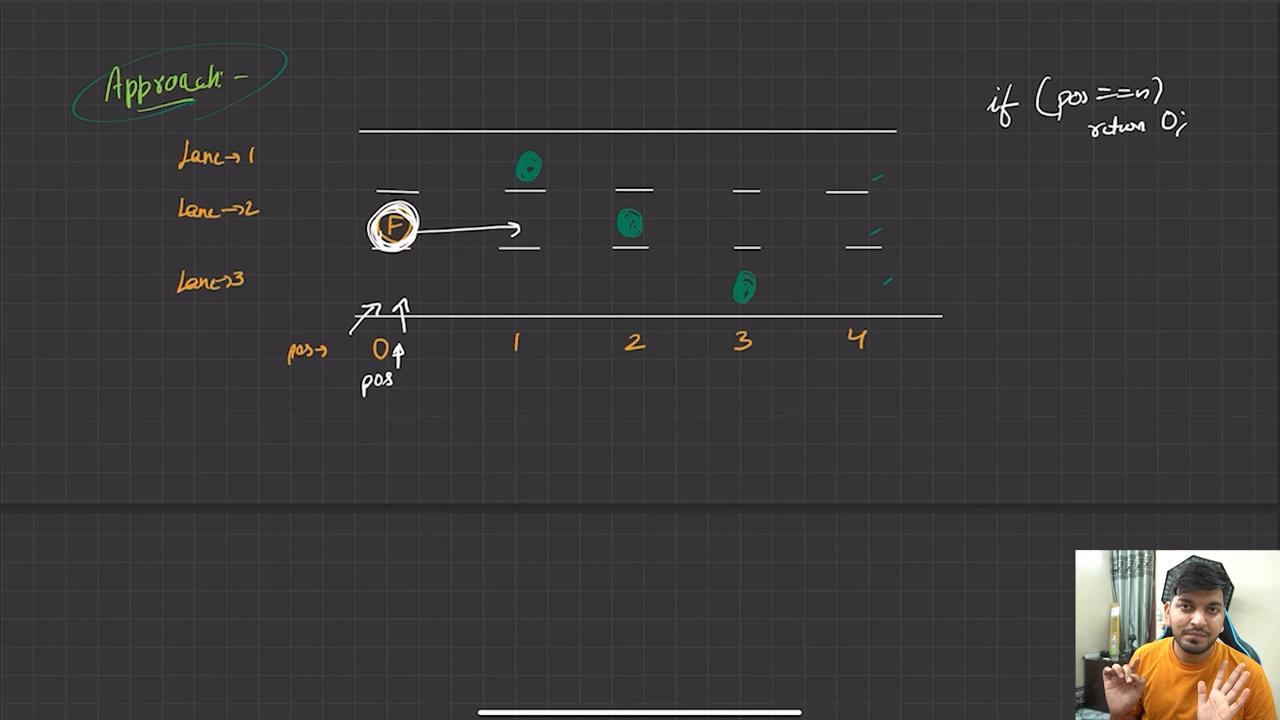 Approach:-
if (pos==n)
return 0;
Lane→1
Lane→2
F
Lane→3
pos→ 0 1 2 3 4
pos